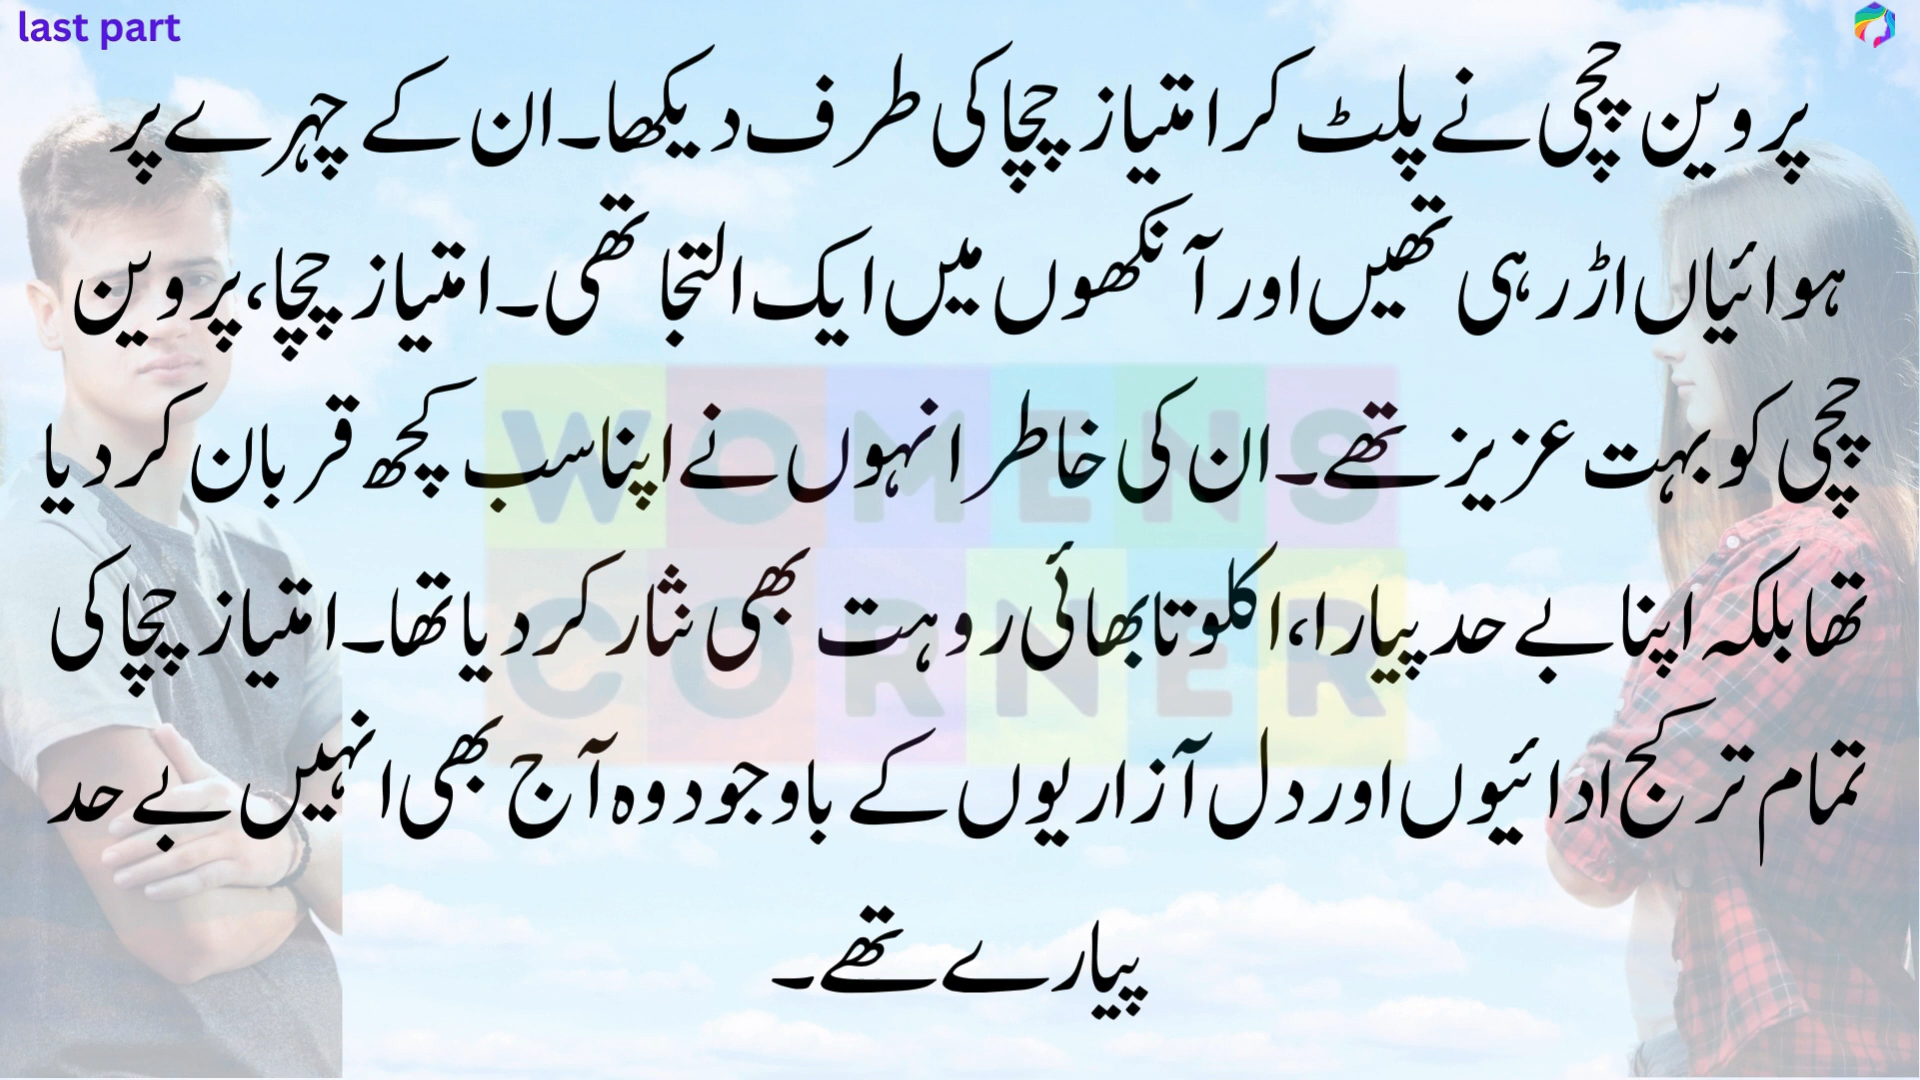 last part
پروین چچی نے پلٹ کر امتیاز چچا کی طرف دیکھا۔ ان کے چہرے پر
ہوائیاں اڑ رہی تھیں اور آنکھوں میں ایک التجا تھی۔ امتیاز چچا، پروین
چچی کو بہت عزیز تھے۔ ان کی خاطر انہوں نے اپنا سب کچھ قربان کر دیا
تھا بلکہ اپنا بے حد پیارا، اکلوتا بھائی روہت بھی نثار کر دیا تھا۔ امتیاز چچا کی
تمام تر کج ادائیوں اور دل آزاریوں کے باوجود وہ آج بھی انہیں بے حد
پیارے تھے۔
WOMENS
CORNER